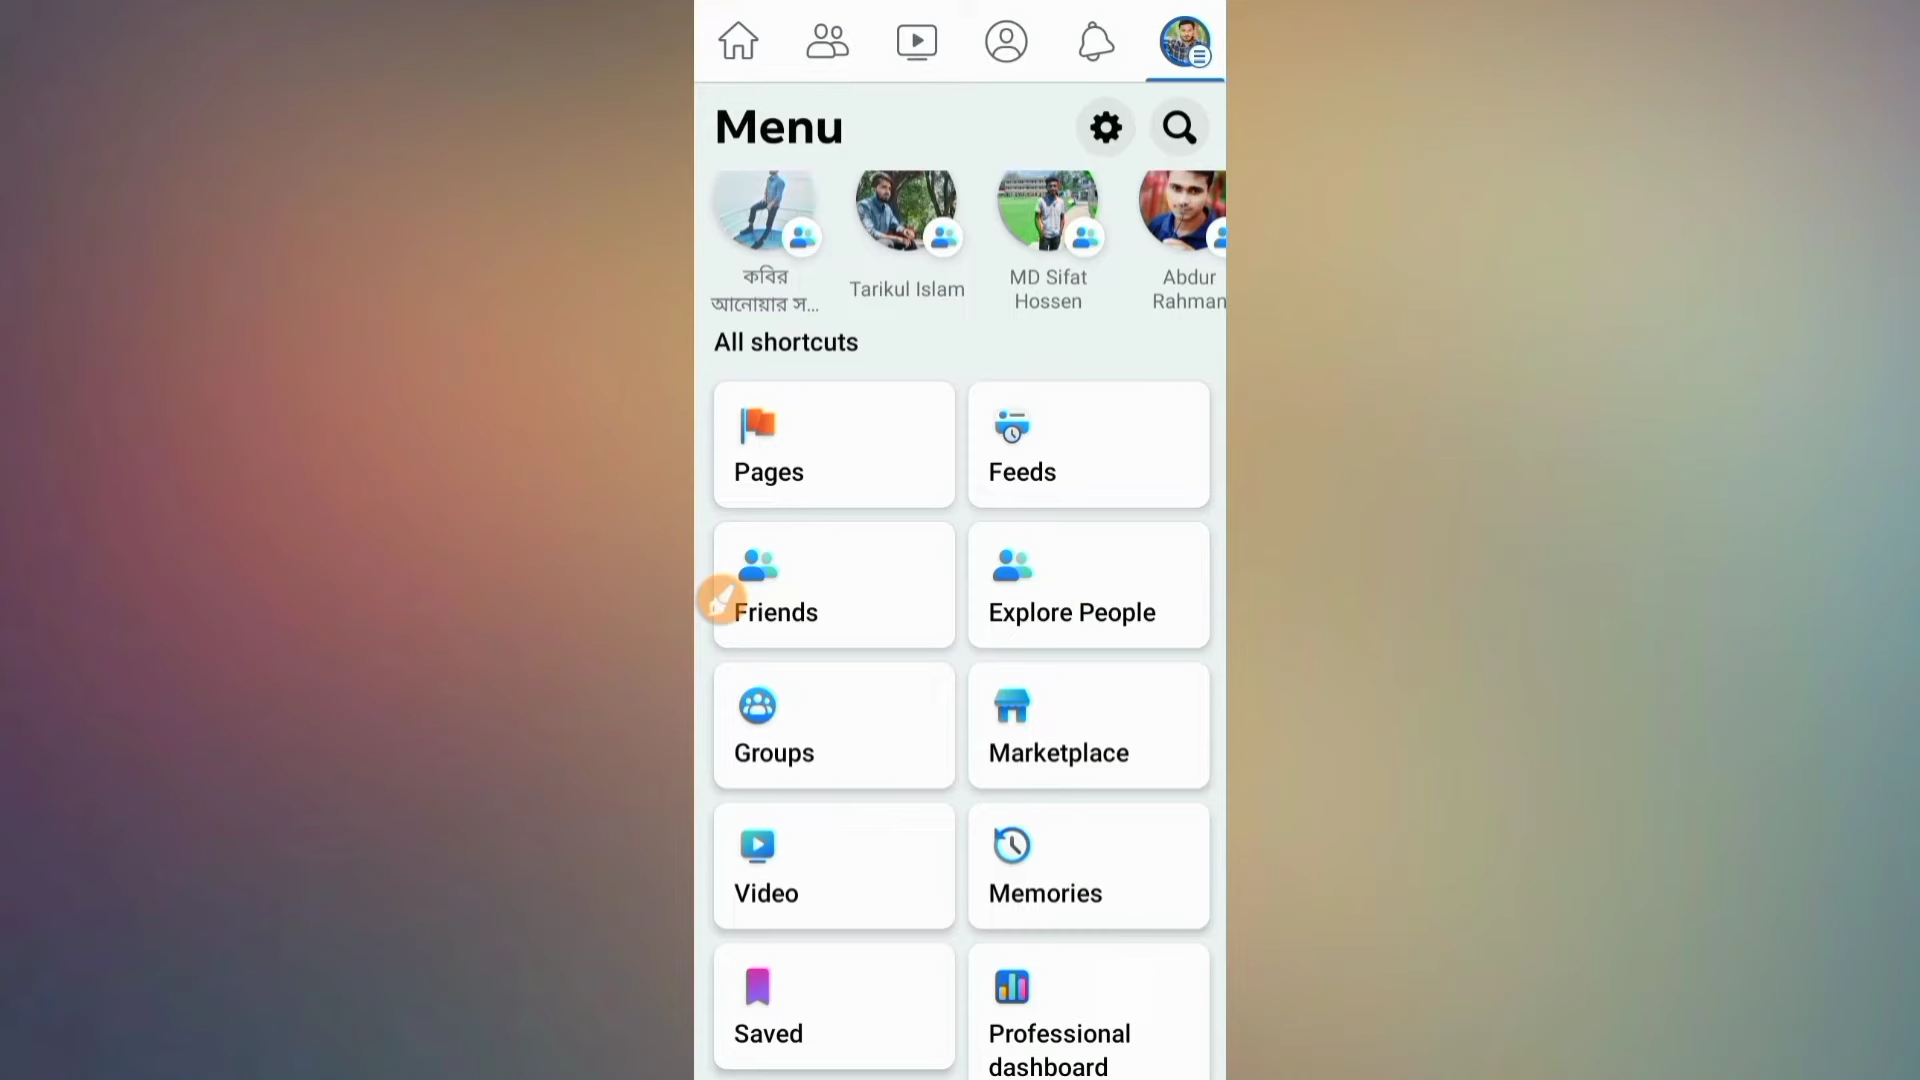 Menu
কবির
আনোয়ার স...
Tarikul Islam
MD Sifat
Hossen
Abdur
Rahman
All shortcuts
Pages
Feeds
Friends
Explore People
Groups
Marketplace
Video
Memories
Saved
Professional
dashboard